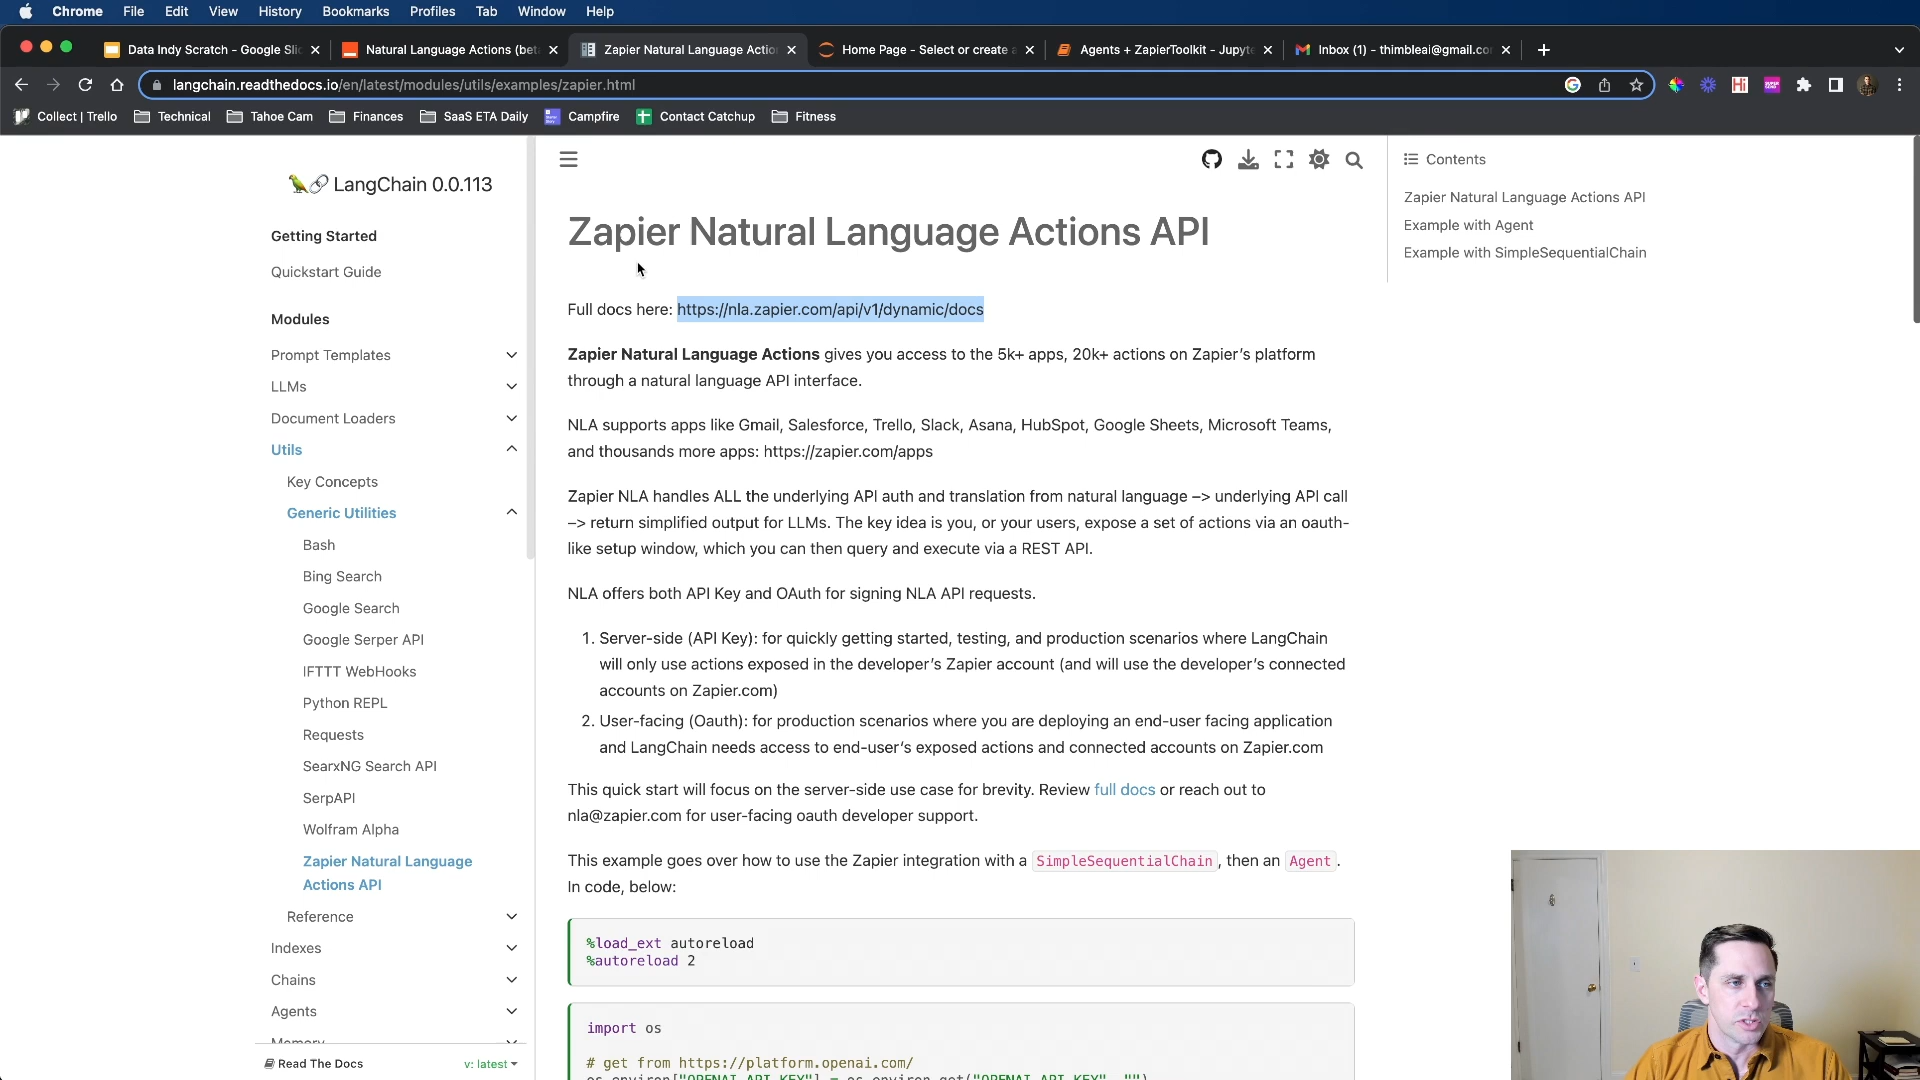 Chrome File Edit View History Bookmarks Profiles Tab Window Help
Data Indy Scratch - Google Slic
Natural Language Actions (bet
Zapier Natural Language Actio
Home Page - Select or create a
Agents + ZapierToolkit - Jupyte
Inbox (1) - thimbleai@gmail.co
langchain.readthedocs.io/en/latest/modules/utils/examples/zapier.html
Collect | Trello
Technical
Tahoe Cam
Finances
SaaS ETA Daily
Campfire
Contact Catchup
Fitness
LangChain 0.0.113
Getting Started
Quickstart Guide
Modules
Prompt Templates
LLMs
Document Loaders
Utils
Key Concepts
Generic Utilities
Bash
Bing Search
Google Search
Google Serper API
IFTTT WebHooks
Python REPL
Requests
SearxNG Search API
SerpAPI
Wolfram Alpha
Zapier Natural Language
Actions API
Reference
Indexes
Chains
Agents
Memory
Read The Docs
v: latest
Zapier Natural Language Actions API
Full docs here: https://nla.zapier.com/api/v1/dynamic/docs
Zapier Natural Language Actions gives you access to the 5k+ apps, 20k+ actions on Zapier's platform
through a natural language API interface.
NLA supports apps like Gmail, Salesforce, Trello, Slack, Asana, HubSpot, Google Sheets, Microsoft Teams,
and thousands more apps: https://zapier.com/apps
Zapier NLA handles ALL the underlying API auth and translation from natural language –> underlying API call
–> return simplified output for LLMs. The key idea is you, or your users, expose a set of actions via an oauth-
like setup window, which you can then query and execute via a REST API.
NLA offers both API Key and OAuth for signing NLA API requests.
1. Server-side (API Key): for quickly getting started, testing, and production scenarios where LangChain
will only use actions exposed in the developer's Zapier account (and will use the developer's connected
accounts on Zapier.com)
2. User-facing (Oauth): for production scenarios where you are deploying an end-user facing application
and LangChain needs access to end-user's exposed actions and connected accounts on Zapier.com
This quick start will focus on the server-side use case for brevity. Review full docs or reach out to
nla@zapier.com for user-facing oauth developer support.
This example goes over how to use the Zapier integration with a SimpleSequentialChain, then an Agent.
In code, below:
%load_ext autoreload
%autoreload 2
import os
# get from https://platform.openai.com/
os.environ["OPENAI_API_KEY"] = os.environ.get("OPENAI_API_KEY", "")
Contents
Zapier Natural Language Actions API
Example with Agent
Example with SimpleSequentialChain